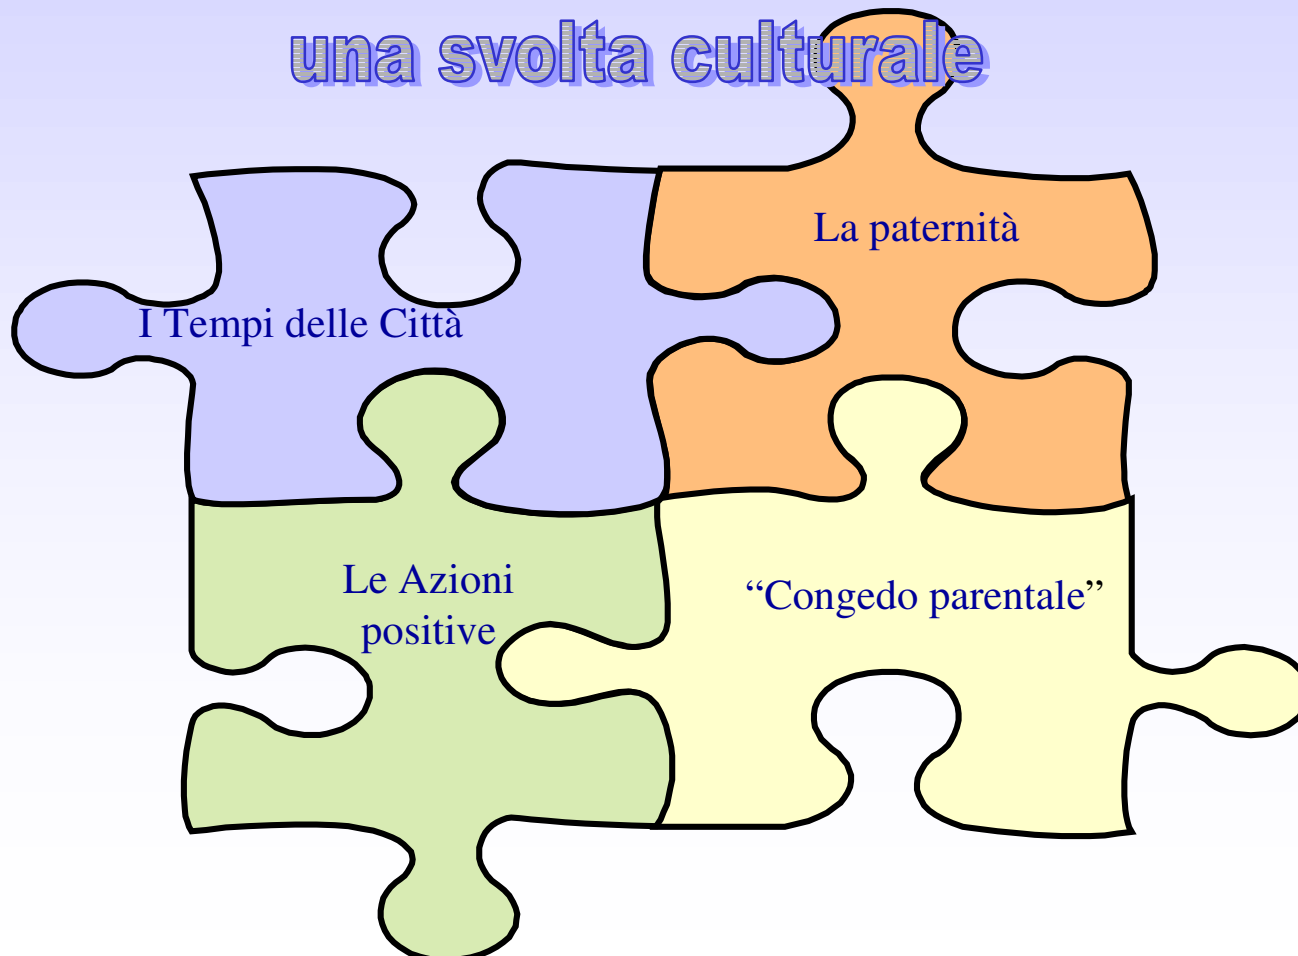 una svolta culturale
La paternità
I Tempi delle Città
Le Azioni
positive
“Congedo parentale”